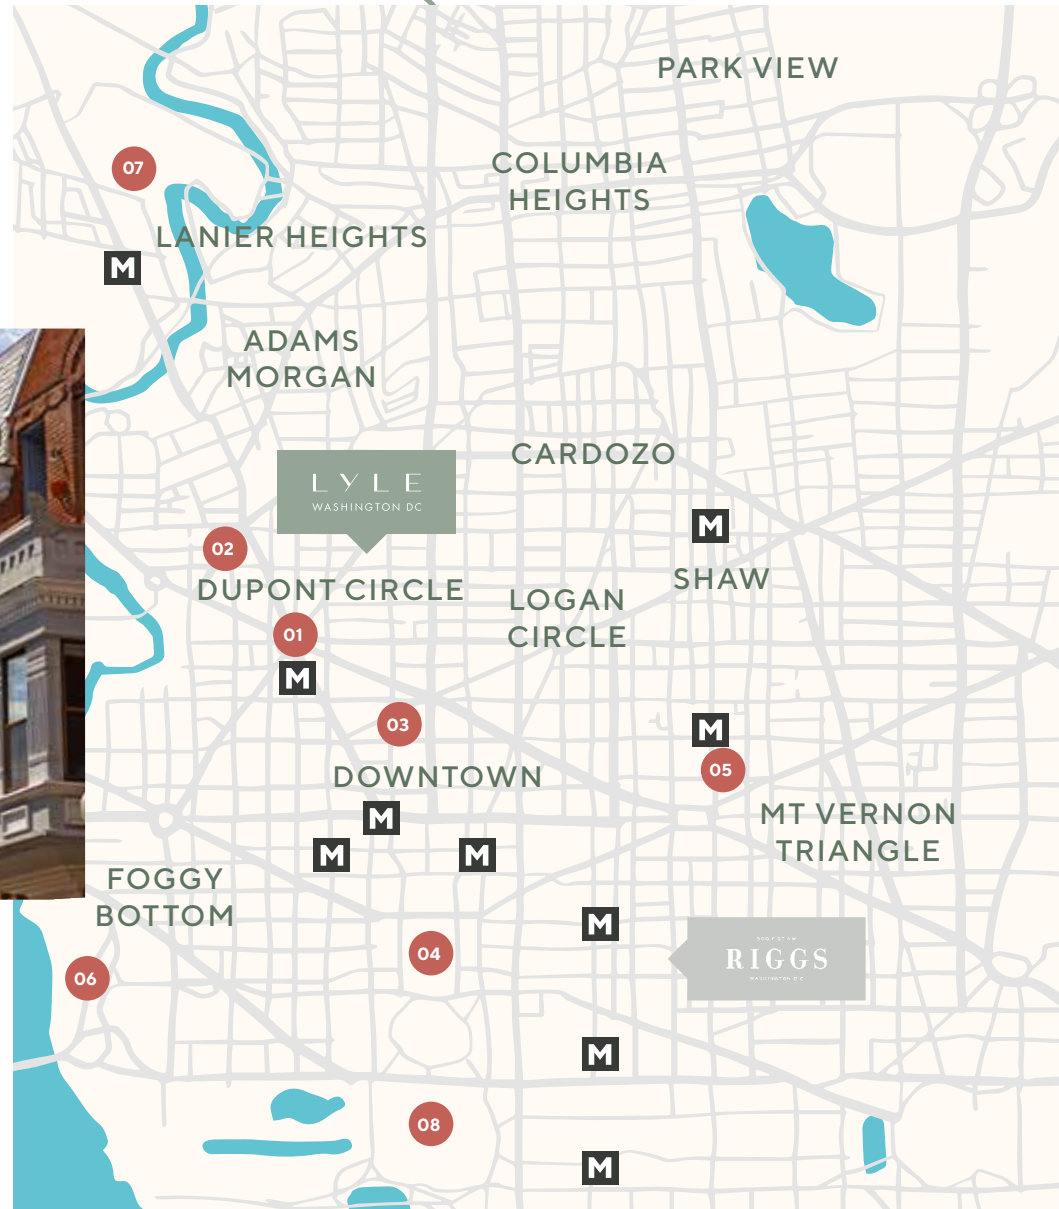 PARK VIEW
COLUMBIA
HEIGHTS
07
LANIER HEIGHTS
M
ADAMS
MORGAN
CARDOZO
LYLE
WASHINGTON DC
M
02
SHAW
DUPONT CIRCLE
LOGAN
CIRCLE
01
M
03
M
05
DOWNTOWN
MT VERNON
TRIANGLE
M
M
M
FOGGY
BOTTOM
M
04
RIGGS
WASHINGTON D.C.
06
M
08
M